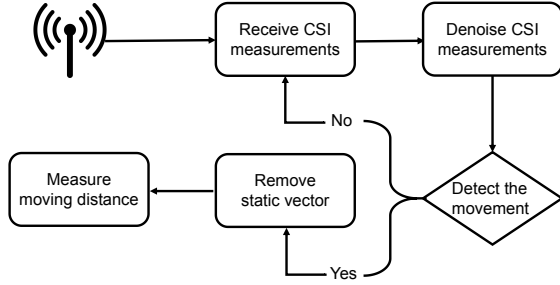 Receive CSI
measurements
Denoise CSI
measurements
No
Measure
moving distance
Remove
static vector
Detect the
movement
Yes